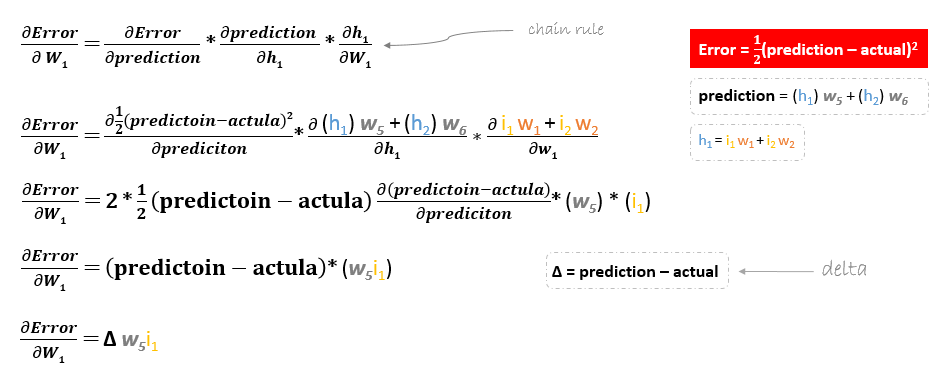 ∂Error/∂ W₁ = ∂Error/∂prediction * ∂prediction/∂h₁ * ∂h₁/∂W₁
chain rule
Error = ½(prediction – actual)²
prediction = (h₁) w₅ + (h₂) w₆
∂Error/∂W₁ = ∂½(predictoin−actula)²/∂prediciton * ∂ (h₁) w₅ + (h₂) w₆/∂h₁ * ∂ i₁ w₁ + i₂ w₂/∂w₁
h₁ = i₁ w₁ + i₂ w₂
∂Error/∂W₁ = 2 * ½ (predictoin − actula) ∂(predictoin−actula)/∂prediciton * (w₅) * (i₁)
∂Error/∂W₁ = (predictoin − actula)* (w₅i₁)
Δ = prediction – actual
delta
∂Error/∂W₁ = Δ w₅i₁